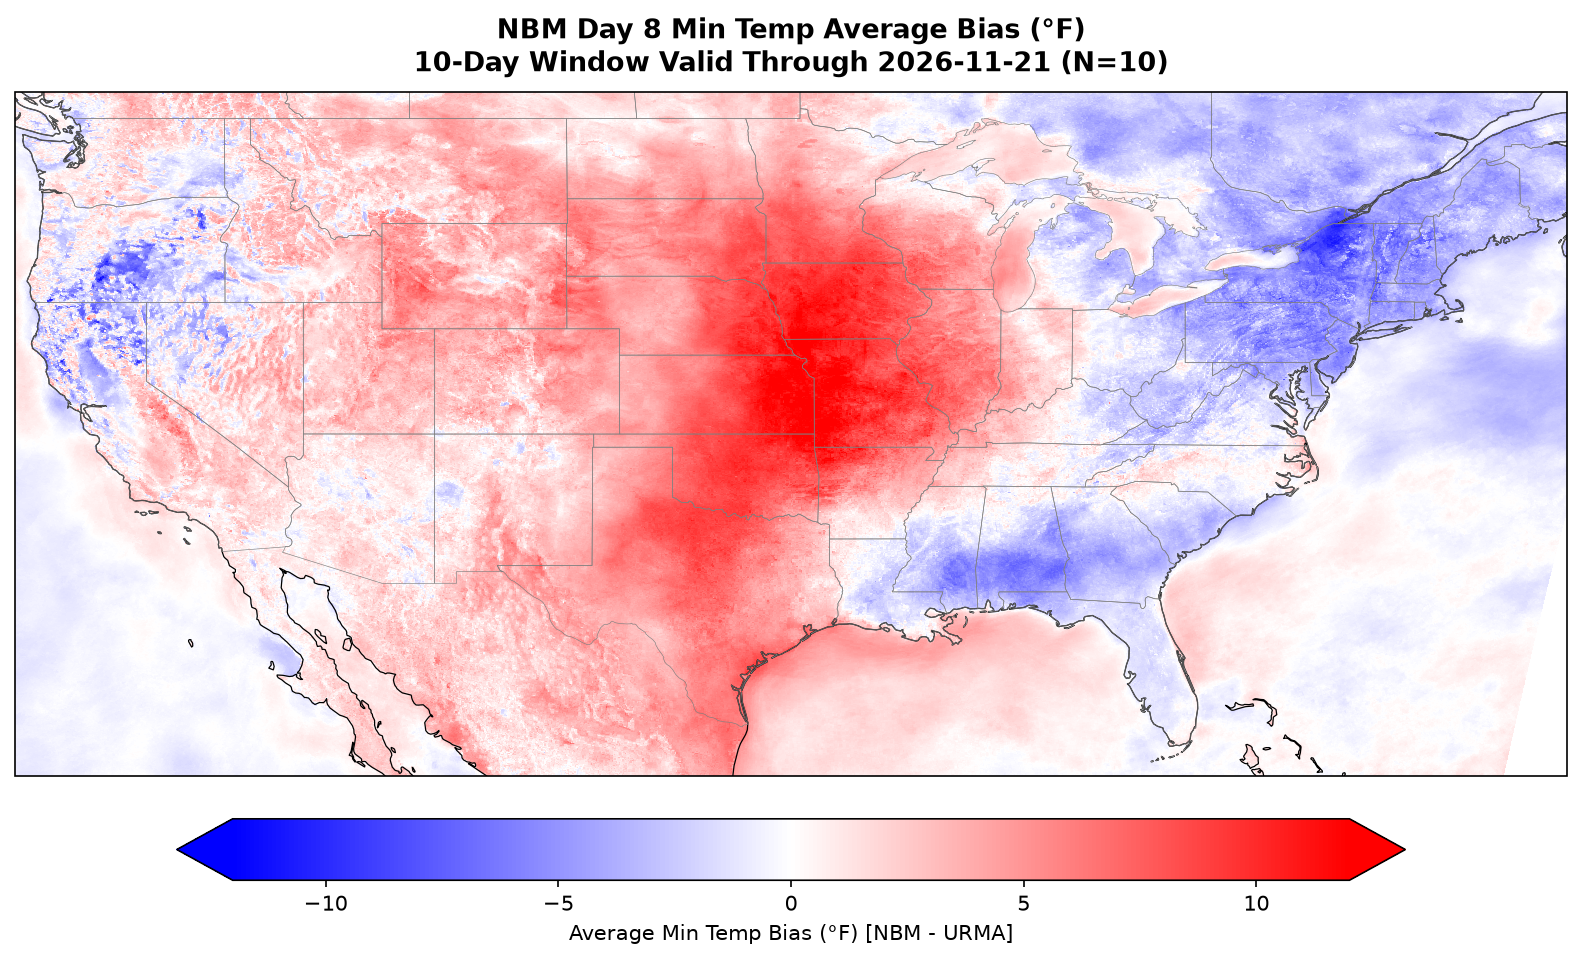 NBM Day 8 Min Temp Average Bias (°F)
10-Day Window Valid Through 2026-11-21 (N=10)
−10 −5 0 5 10
Average Min Temp Bias (°F) [NBM - URMA]